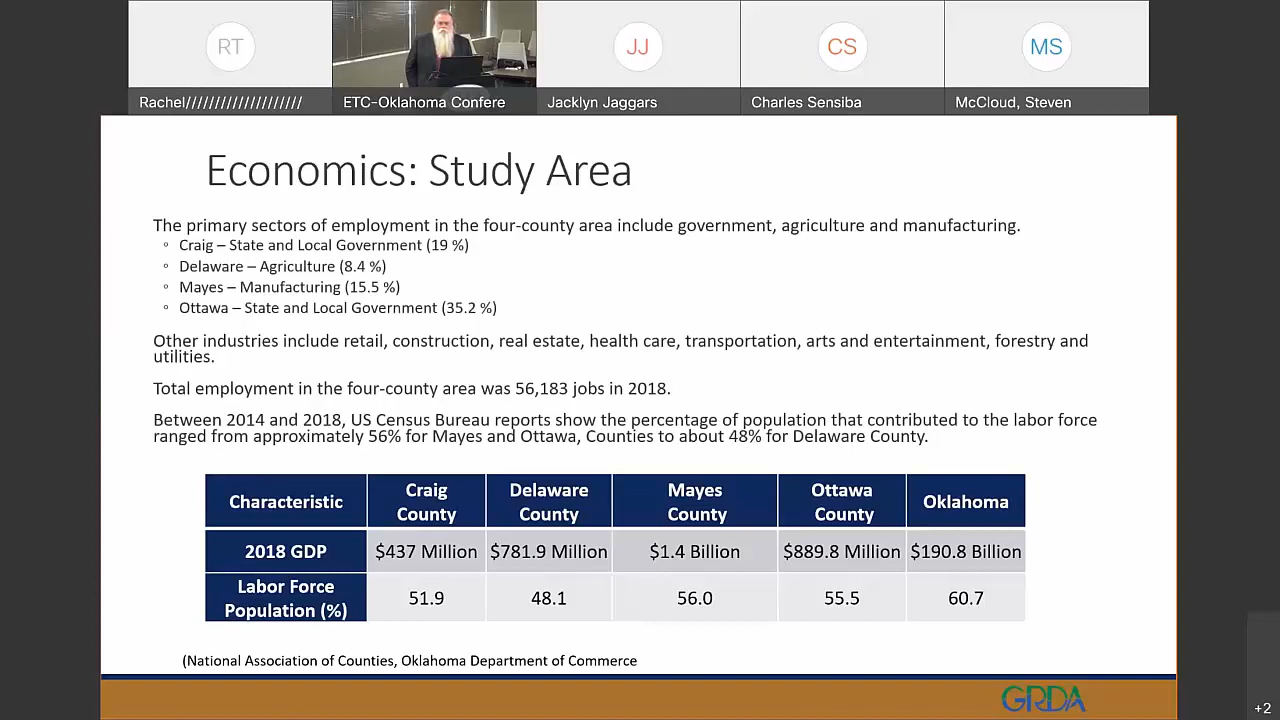 RT
JJ
CS
MS
Rachel////////////////////
ETC-Oklahoma Confere
Jacklyn Jaggars
Charles Sensiba
McCloud, Steven
Economics: Study Area
The primary sectors of employment in the four-county area include government, agriculture and manufacturing.
◦ Craig – State and Local Government (19 %)
◦ Delaware – Agriculture (8.4 %)
◦ Mayes – Manufacturing (15.5 %)
◦ Ottawa – State and Local Government (35.2 %)
Other industries include retail, construction, real estate, health care, transportation, arts and entertainment, forestry and
utilities.
Total employment in the four-county area was 56,183 jobs in 2018.
Between 2014 and 2018, US Census Bureau reports show the percentage of population that contributed to the labor force
ranged from approximately 56% for Mayes and Ottawa, Counties to about 48% for Delaware County.
Characteristic Craig County Delaware County Mayes County Ottawa County Oklahoma
2018 GDP $437 Million $781.9 Million $1.4 Billion $889.8 Million $190.8 Billion
Labor Force Population (%) 51.9 48.1 56.0 55.5 60.7
(National Association of Counties, Oklahoma Department of Commerce
GRDA
+2